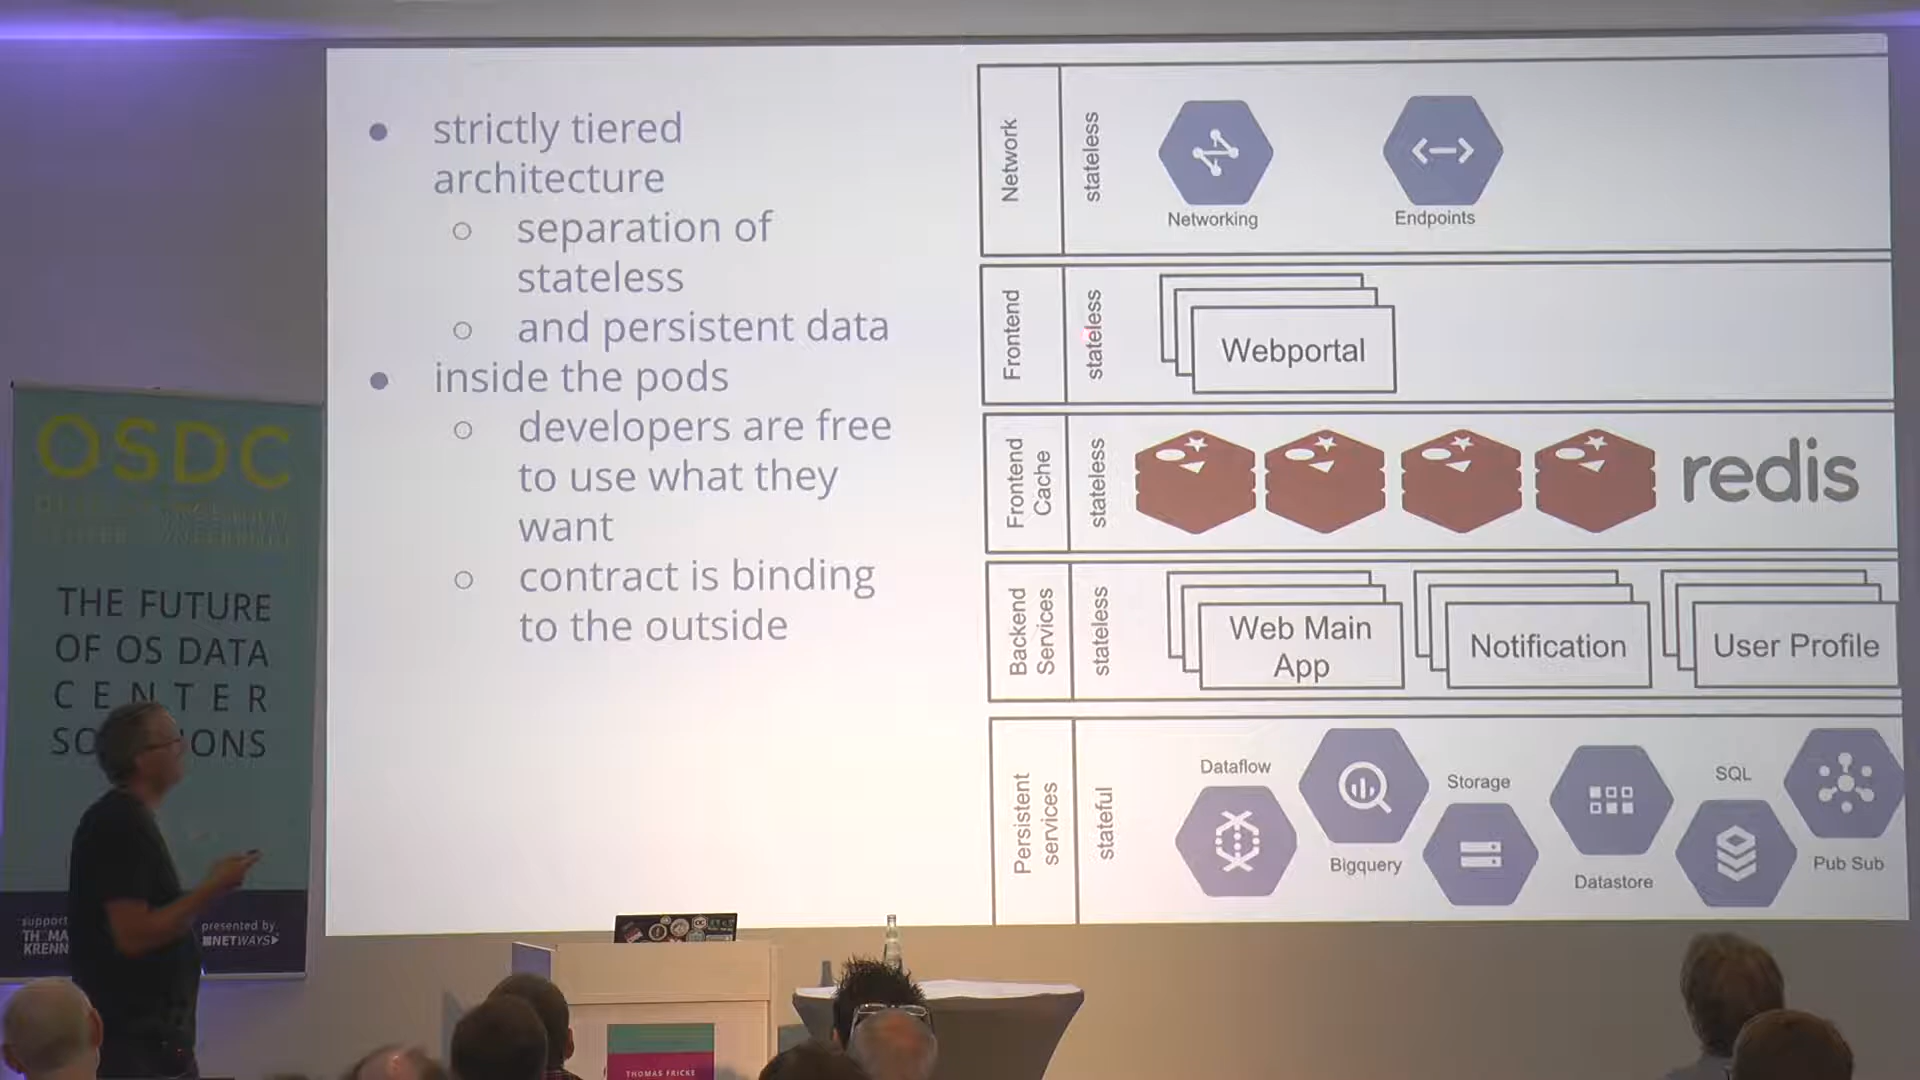 strictly tiered
architecture
separation of
stateless
and persistent data
inside the pods
developers are free
to use what they
want
contract is binding
to the outside
Network
stateless
Networking
Endpoints
Frontend
stateless
Webportal
Frontend
Cache
stateless
redis
Backend
Services
stateless
Web Main
App
Notification
User Profile
Persistent
services
stateful
Dataflow
Bigquery
Storage
Datastore
SQL
Pub Sub
OSDC
THE FUTURE
OF OS DATA
CENTER
presented by
NETWAYS
THOMAS FRICKE